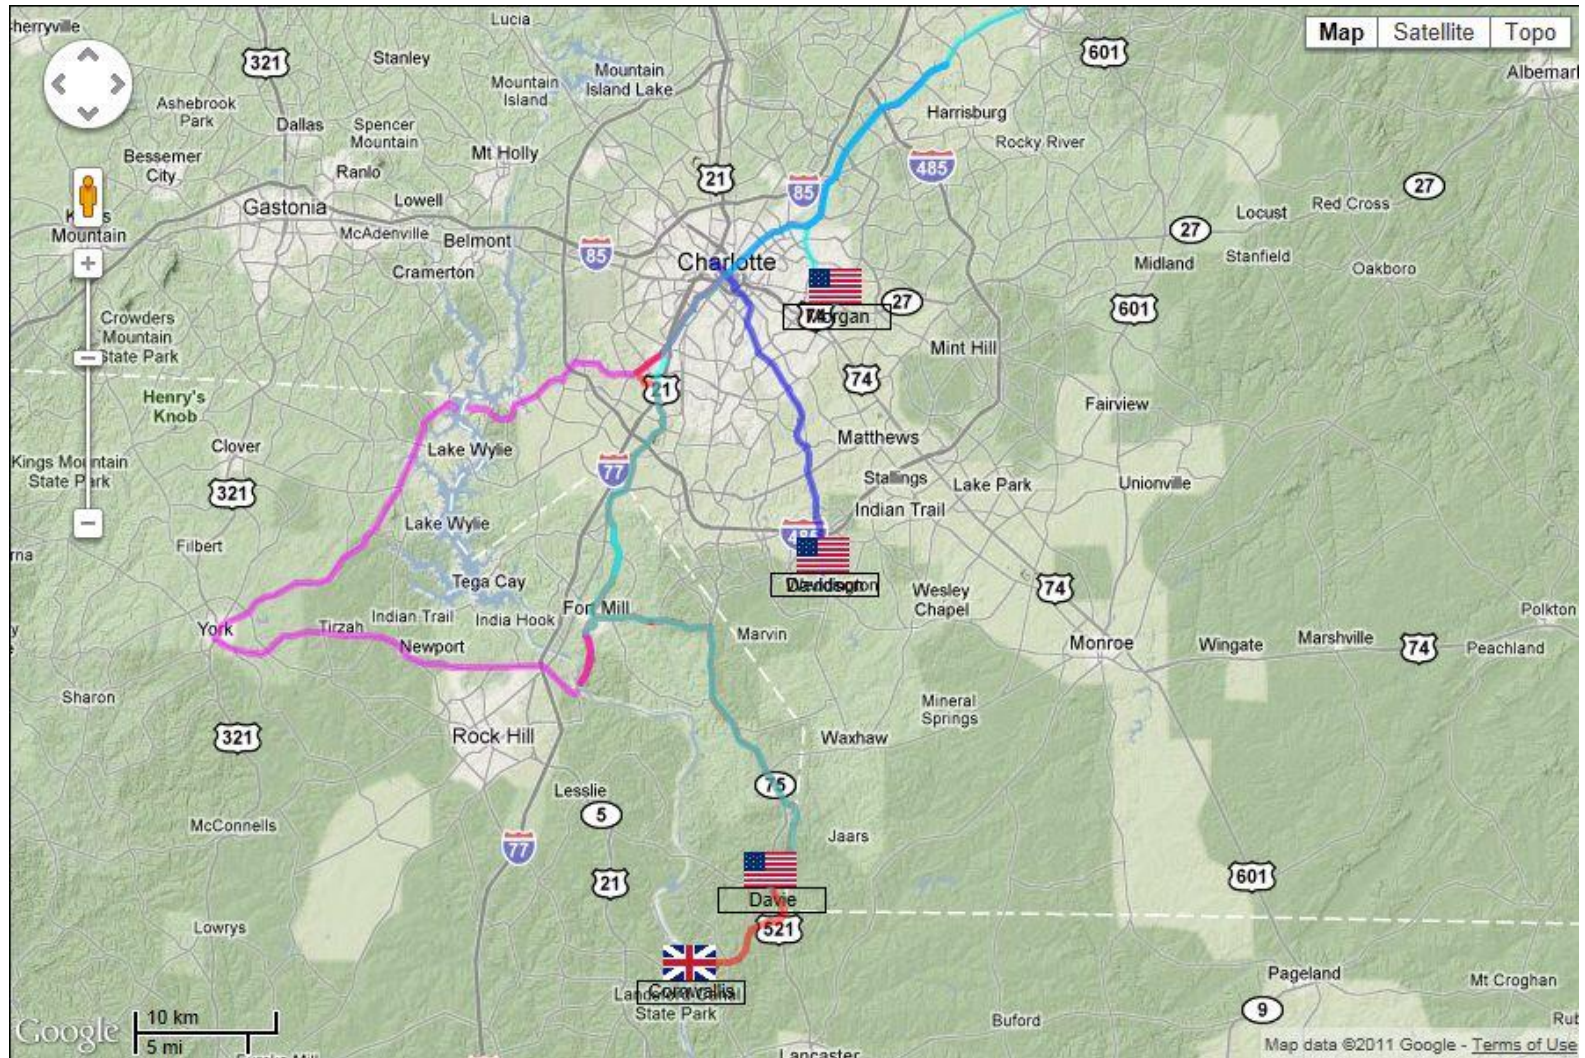 herryville
Lucia
Map
Satellite
Topo
321
Stanley
Mountain
Island Lake
601
Mountain
Island
Albemarl
Ashebrook
Park
Dallas
Spencer
Mountain
Harrisburg
Rocky River
Bessemer
City
Mt Holly
Ranlo
21
85
485
27
Gastonia
Lowell
Locust
Red Cross
Mountain
McAdenville
Belmont
85
27
Stanfield
Cramerton
Charlotte
Midland
Oakboro
27
601
74
Morgan
Crowders
Mountain
State Park
Mint Hill
21
74
Henry's
Knob
Fairview
Clover
Lake Wylie
Matthews
Kings Mountain
State Park
77
Stallings
Lake Park
Unionville
321
Indian Trail
Lake Wylie
485
Filbert
rna
Davidson
Tega Cay
Wesley
Chapel
74
Fort Mill
Indian Trail
India Hook
Polkton
York
Tirzah
Newport
Marvin
Monroe
Wingate
Marshville
74
Peachland
Sharon
Mineral
Springs
321
Rock Hill
Waxhaw
75
Lesslie
5
McConnells
77
Jaars
21
Davie
601
Lowrys
521
Cornwallis
State Park
Pageland
Mt Croghan
9
Buford
Google
10 km
5 mi
Lancaster
Map data ©2011 Google - Terms of Use